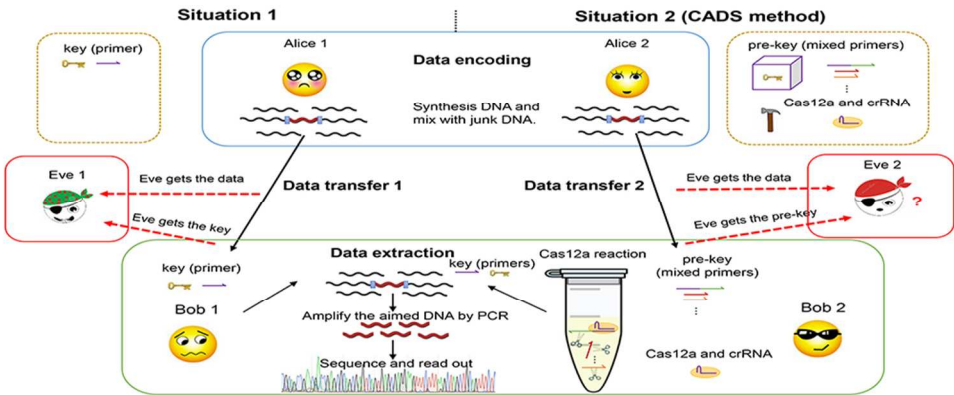 Situation 1
Situation 2 (CADS method)
key (primer)
Alice 1
Data encoding
Alice 2
pre-key (mixed primers)
Synthesis DNA and
mix with junk DNA.
Cas12a and crRNA
Eve 1
Eve gets the data
Eve gets the key
Data transfer 1
Data transfer 2
Eve gets the data
Eve gets the pre-key
Eve 2
?
Data extraction
key (primer)
Bob 1
key (primers)
Cas12a reaction
pre-key
(mixed primers)
Amplify the aimed DNA by PCR
Bob 2
Sequence and read out
Cas12a and crRNA